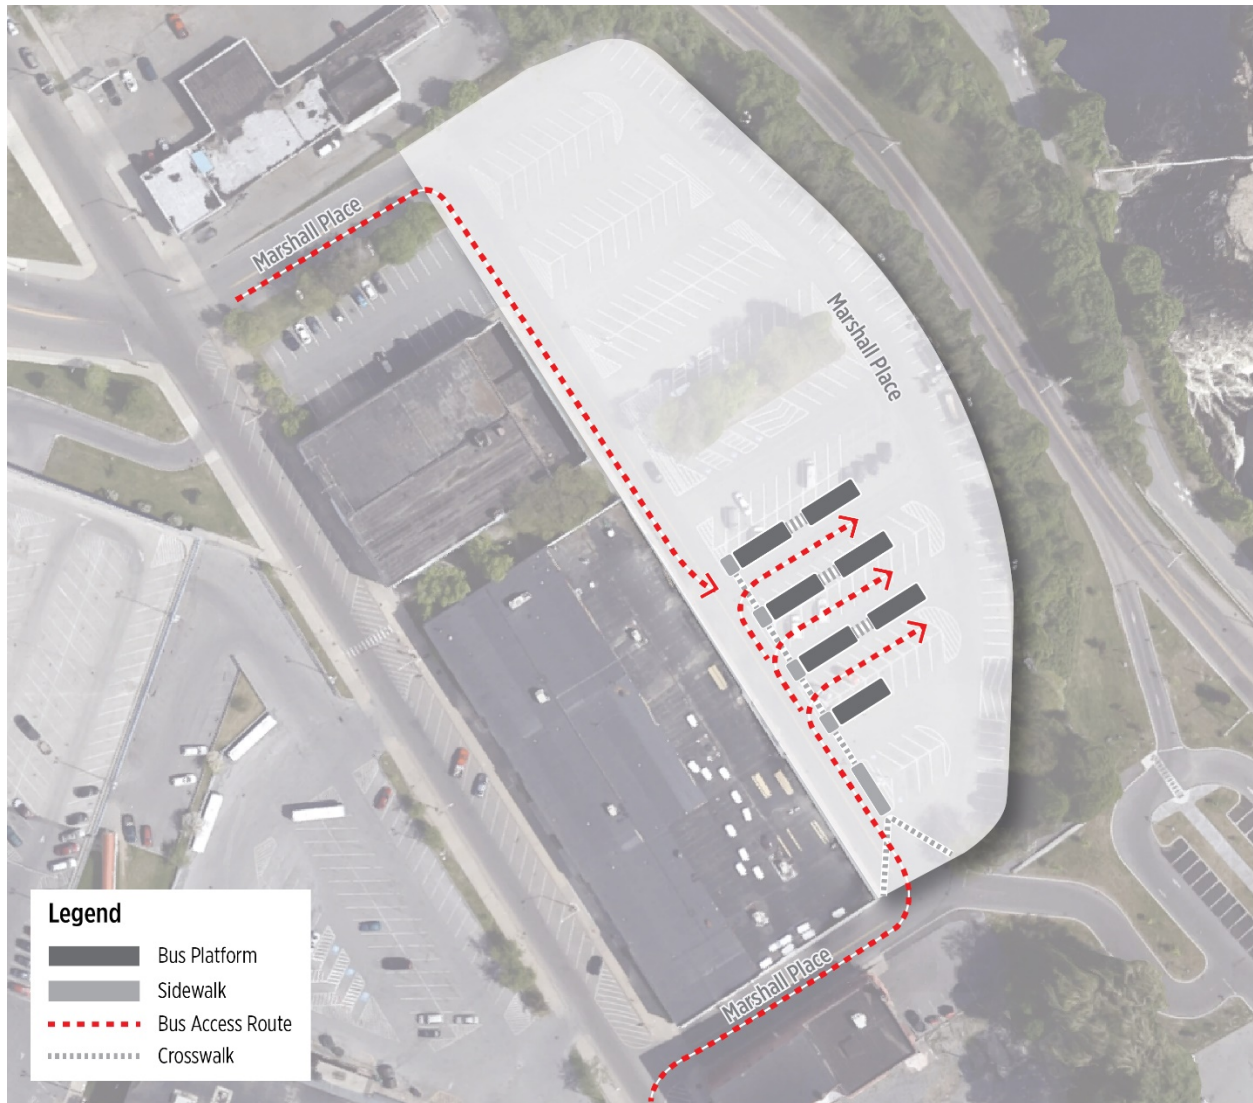 Marshall Place
Marshall Place
Marshall Place
Legend
Bus Platform
Sidewalk
Bus Access Route
Crosswalk